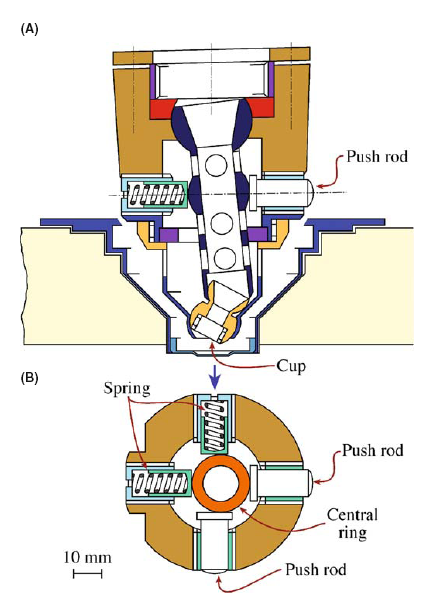 (A)
Push rod
Cup
(B)
Spring
Push rod
Central
ring
10 mm
Push rod